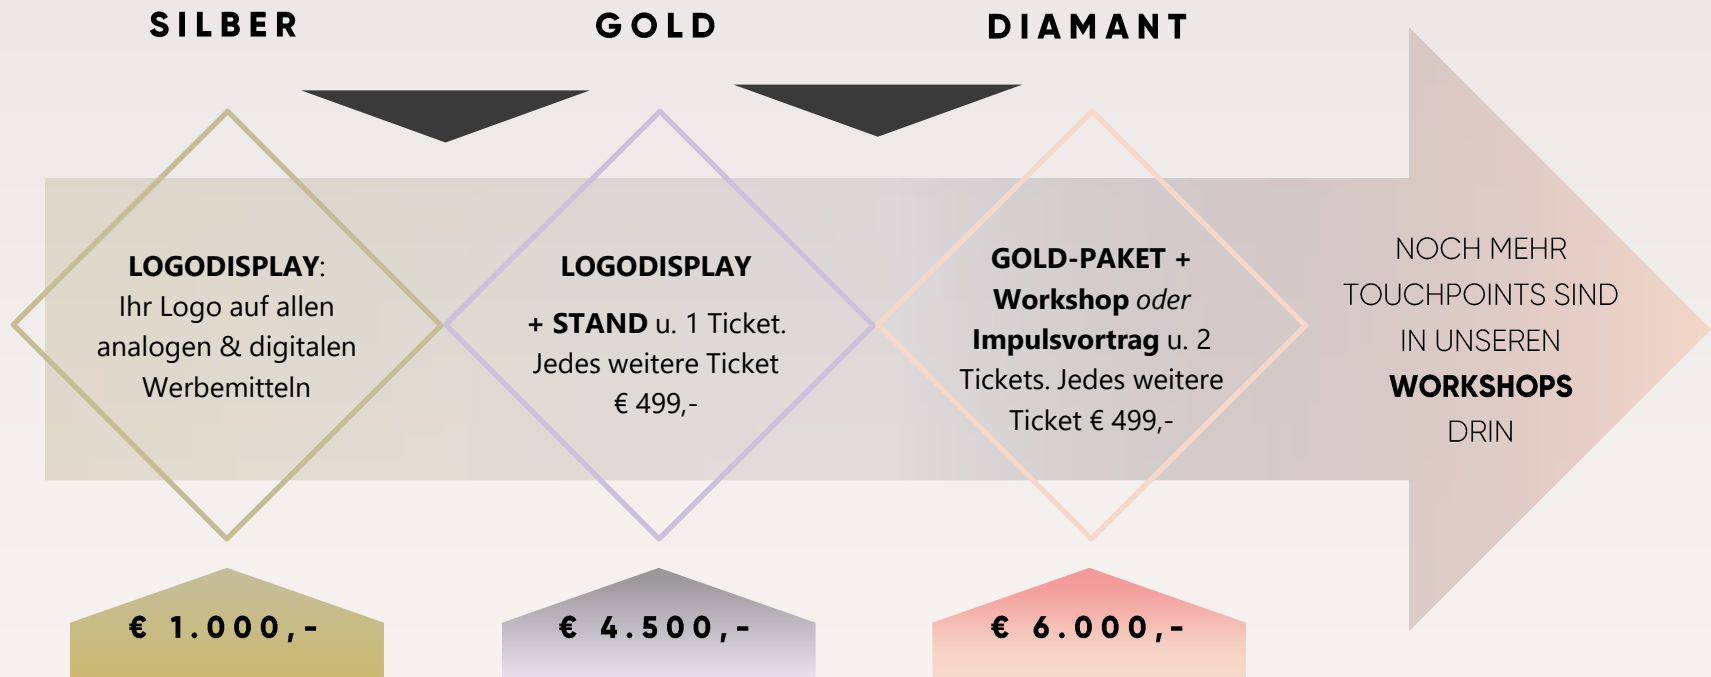 SILBER
GOLD
DIAMANT
LOGODISPLAY:
Ihr Logo auf allen
analogen & digitalen
Werbemitteln
LOGODISPLAY
+ STAND u. 1 Ticket.
Jedes weitere Ticket
€ 499,-
GOLD-PAKET +
Workshop oder
Impulsvortrag u. 2
Tickets. Jedes weitere
Ticket € 499,-
NOCH MEHR
TOUCHPOINTS SIND
IN UNSEREN
WORKSHOPS
DRIN
€ 1.000,-
€ 4.500,-
€ 6.000,-